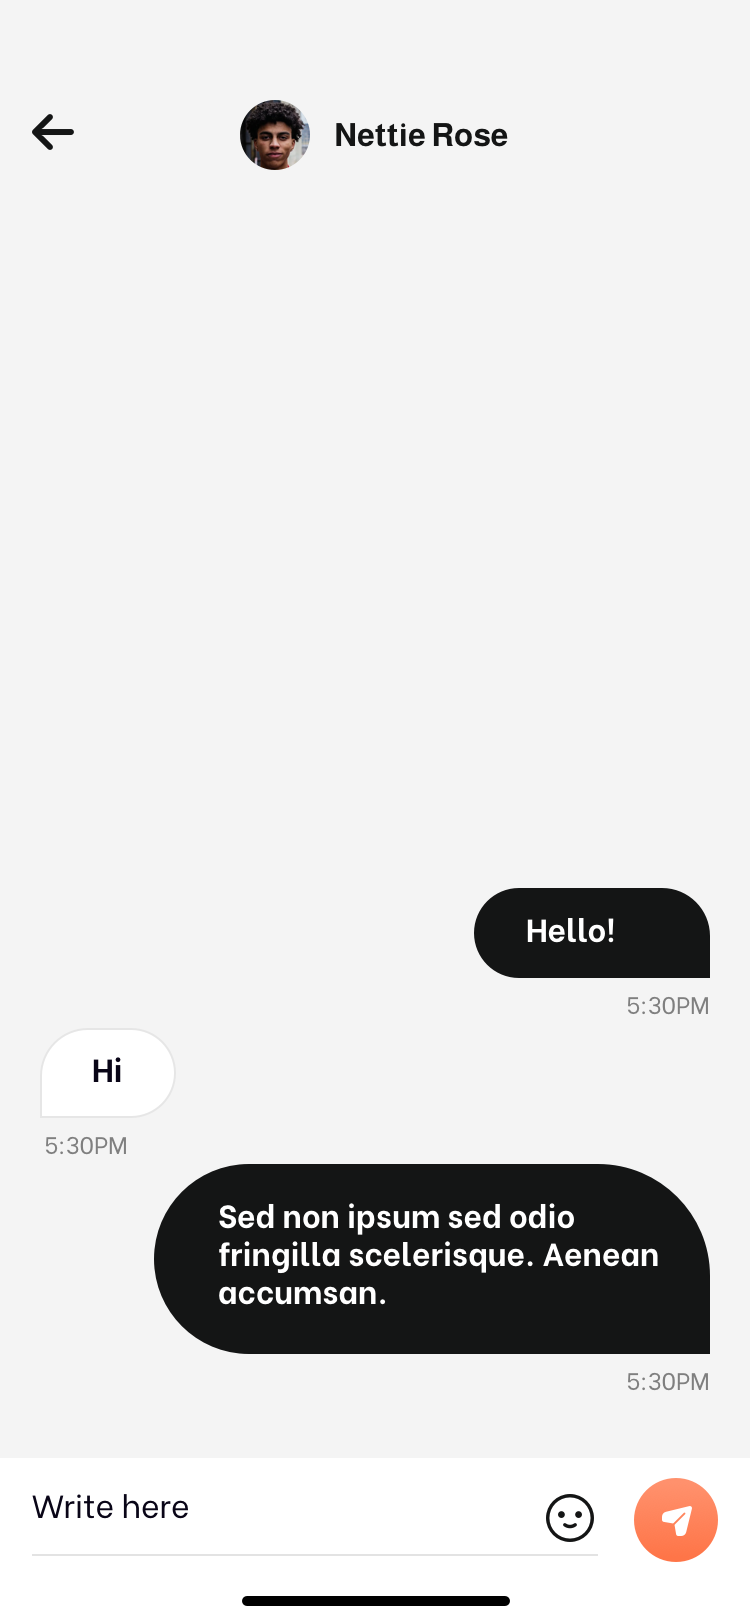 Nettie Rose
Hello!
5:30PM
Hi
5:30PM
Sed non ipsum sed odio
fringilla scelerisque. Aenean
accumsan.
5:30PM
Write here